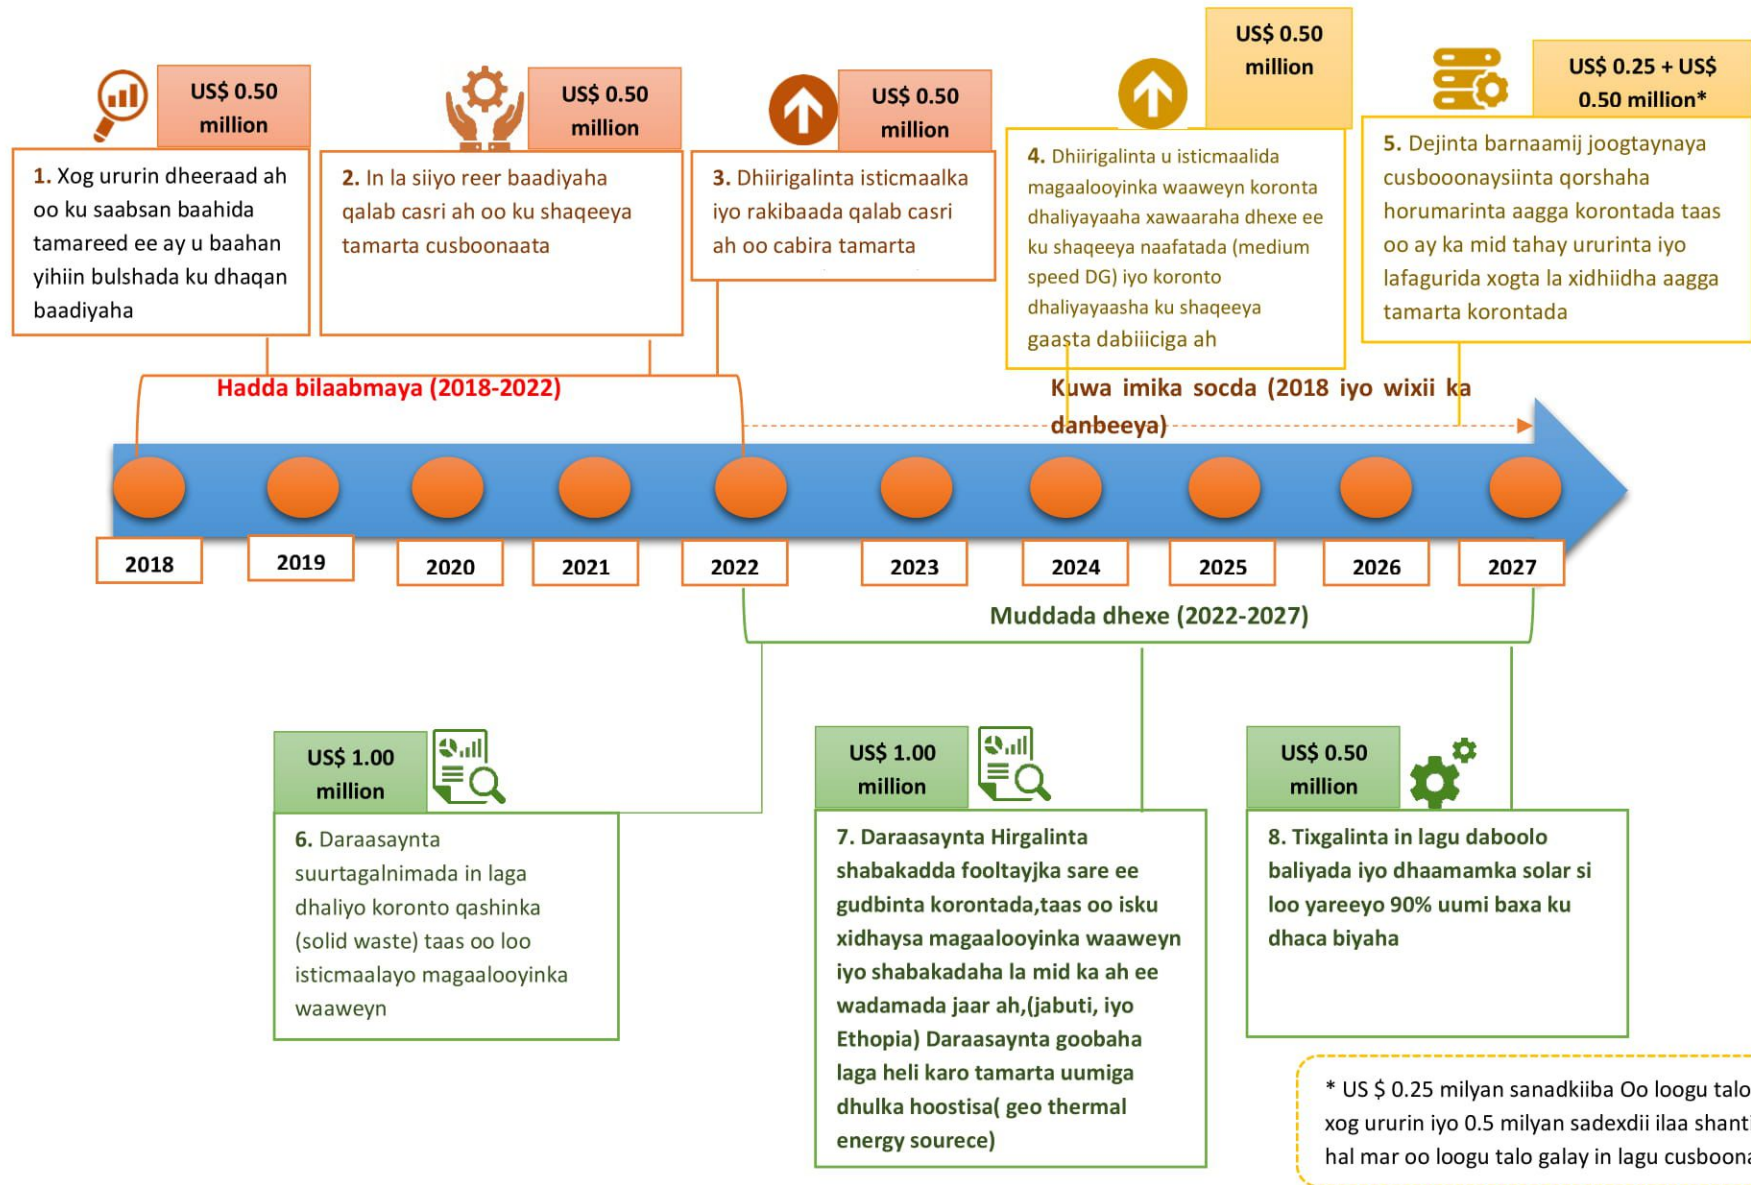 US$ 0.50
million
1. Xog ururin dheeraad ah
oo ku saabsan baahida
tamareed ee ay u baahan
yihiin bulshada ku dhaqan
baadiyaha
US$ 0.50
million
2. In la siiyo reer baadiyaha
qalab casri ah oo ku shaqeeya
tamarta cusboonaata
US$ 0.50
million
3. Dhiirigalinta isticmaalka
iyo rakibaada qalab casri
ah oo cabira tamarta
US$ 0.50
million
4. Dhiirigalinta u isticmaalida
magaalooyinka waaweyn koronta
dhaliyayaaha xawaaraha dhexe ee
ku shaqeeya naafatada (medium
speed DG) iyo koronto
dhaliyayaasha ku shaqeeya
gaasta dabiiiciga ah
US$ 0.25 + US$
0.50 million*
5. Dejinta barnaamij joogtaynaya
cusbooonaysiinta qorshaha
horumarinta aagga korontada taas
oo ay ka mid tahay ururinta iyo
lafagurida xogta la xidhiidha aagga
tamarta korontada
Hadda bilaabmaya (2018-2022)
Kuwa imika socda (2018 iyo wixii ka
danbeeya)
2018
2019
2020
2021
2022
2023
2024
2025
2026
2027
Muddada dhexe (2022-2027)
US$ 1.00
million
6. Daraasaynta
suurtagalnimada in laga
dhaliyo koronto qashinka
(solid waste) taas oo loo
isticmaalayo magaalooyinka
waaweyn
US$ 1.00
million
7. Daraasaynta Hirgalinta
shabakadda fooltayjka sare ee
gudbinta korontada,taas oo isku
xidhaysa magaalooyinka waaweyn
iyo shabakadaha la mid ka ah ee
wadamada jaar ah,(jabuti, iyo
Ethopia) Daraasaynta goobaha
laga heli karo tamarta uumiga
dhulka hoostisa( geo thermal
energy sourece)
US$ 0.50
million
8. Tixgalinta in lagu daboolo
baliyada iyo dhaamamka solar si
loo yareeyo 90% uumi baxa ku
dhaca biyaha
* US $ 0.25 milyan sanadkiiba Oo loogu talo
xog ururin iyo 0.5 milyan sadexdii ilaa shanti
hal mar oo loogu talo galay in lagu cusboona